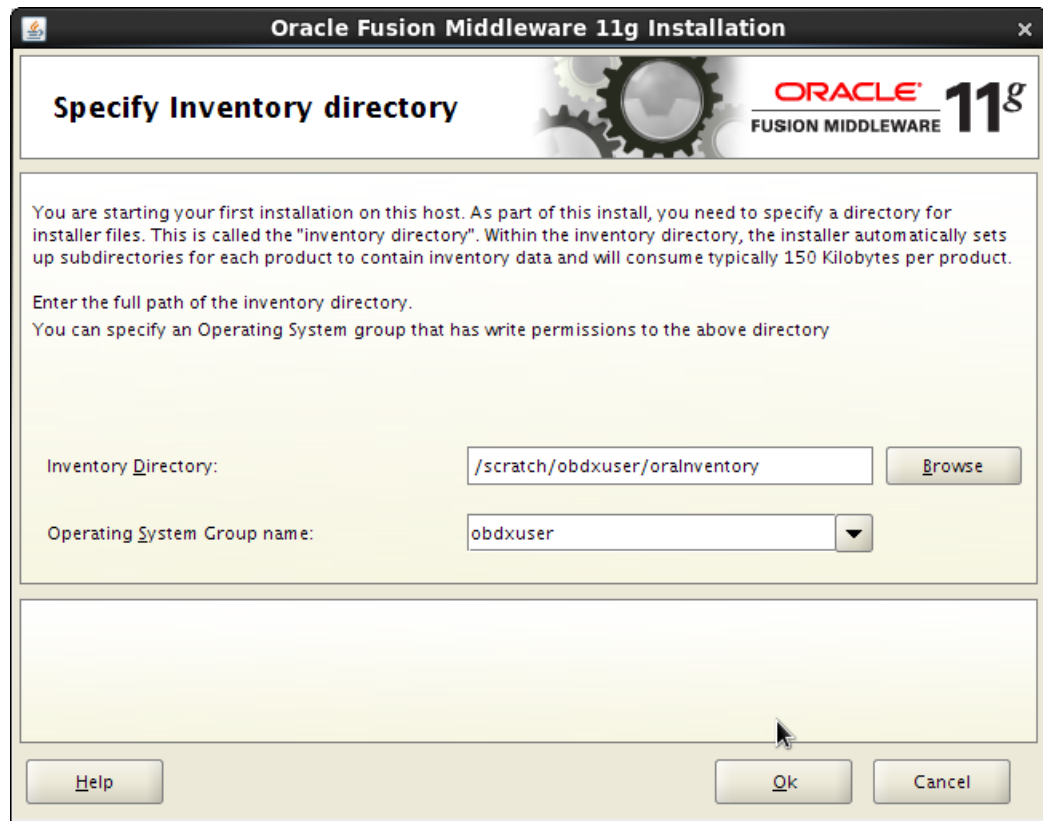 Oracle Fusion Middleware 11g Installation
Specify Inventory directory
ORACLE
FUSION MIDDLEWARE
11g
You are starting your first installation on this host. As part of this install, you need to specify a directory for
installer files. This is called the "inventory directory". Within the inventory directory, the installer automatically sets
up subdirectories for each product to contain inventory data and will consume typically 150 Kilobytes per product.
Enter the full path of the inventory directory.
You can specify an Operating System group that has write permissions to the above directory
Inventory Directory:
/scratch/obdxuser/oraInventory
Browse
Operating System Group name:
obdxuser
Help
Ok
Cancel